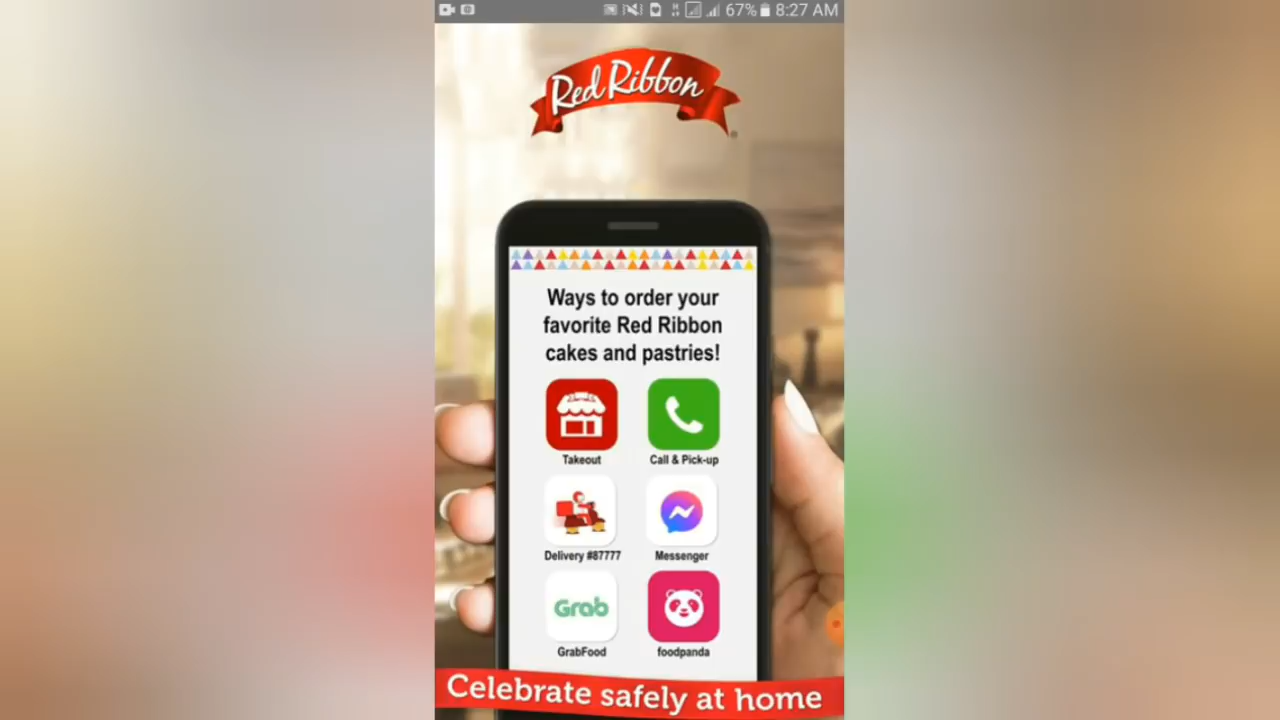 67% 8:27 AM
Red Ribbon
Ways to order your
favorite Red Ribbon
cakes and pastries!
Takeout
Call & Pick-up
Delivery #87777
Messenger
Grab
GrabFood
foodpanda
Celebrate safely at home